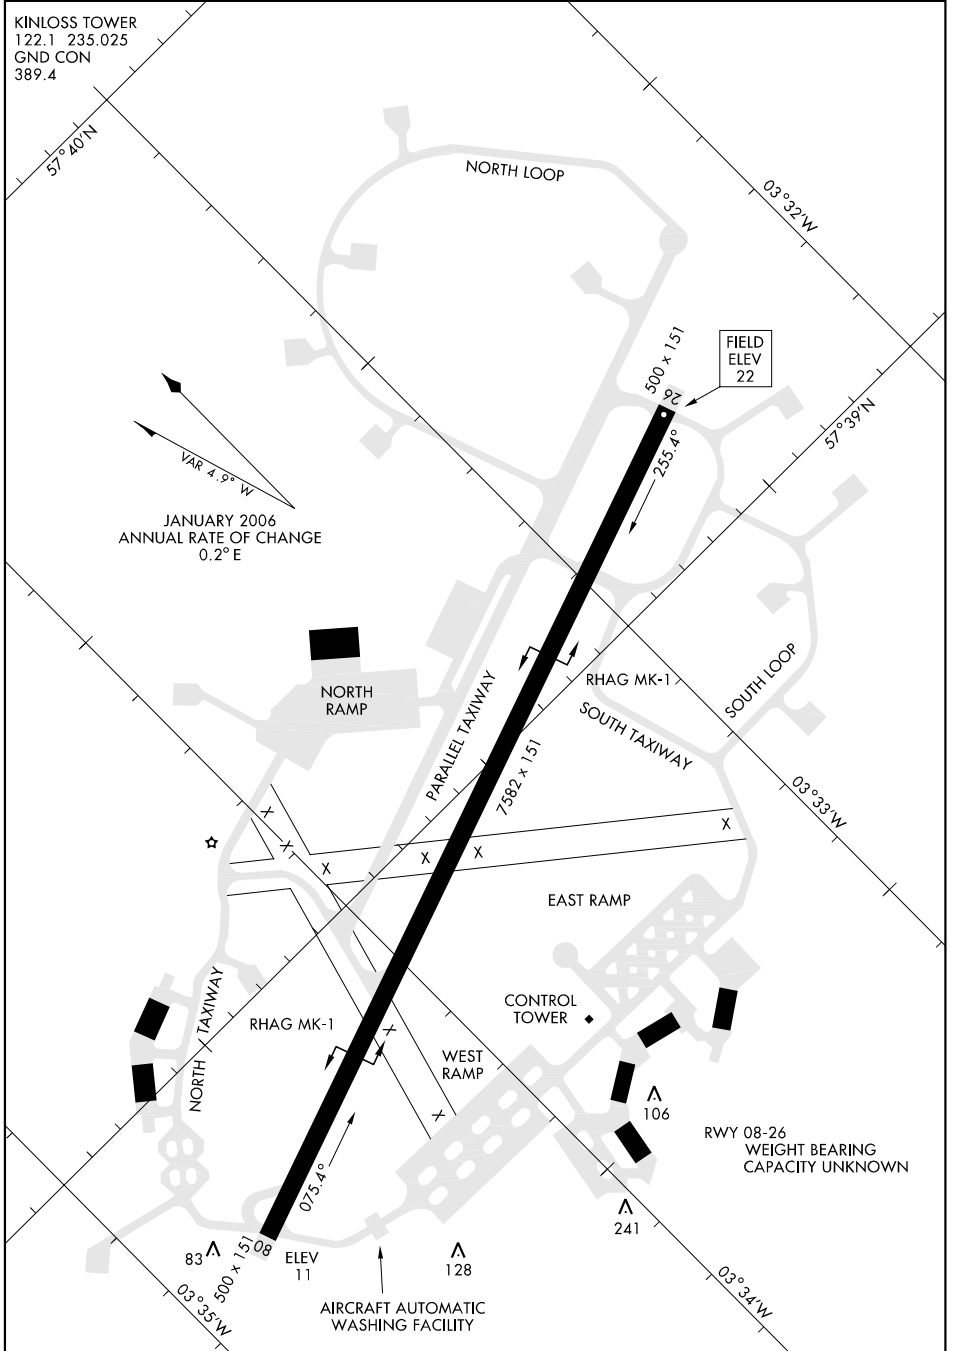 KINLOSS TOWER
122.1 235.025
GND CON
389.4
57°40'N
NORTH LOOP
03°32'W
500 x 151
FIELD
ELEV
22
26
57°39'N
255.4°
VAR 4.9° W
JANUARY 2006
ANNUAL RATE OF CHANGE
0.2° E
NORTH
RAMP
PARALLEL TAXIWAY
RHAG MK-1
SOUTH TAXIWAY
SOUTH LOOP
7582 x 151
03°33'W
X
X
X
X
X
X
EAST RAMP
NORTH TAXIWAY
RHAG MK-1
X
CONTROL
TOWER
WEST
RAMP
X
106
RWY 08-26
WEIGHT BEARING
CAPACITY UNKNOWN
075.4°
241
83
500 x 151
08
ELEV
11
128
03°35'W
03°34'W
AIRCRAFT AUTOMATIC
WASHING FACILITY